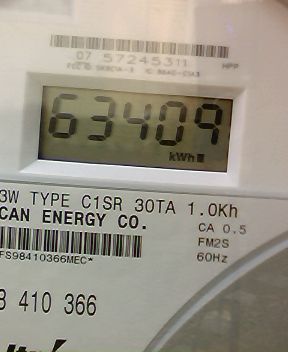 07 57245311
HPP
63409
kWh
3W TYPE C1SR 30TA 1.0Kh
CAN ENERGY CO.
CA 0.5
FM2S
*FS98410366MEC*
60Hz
410 366